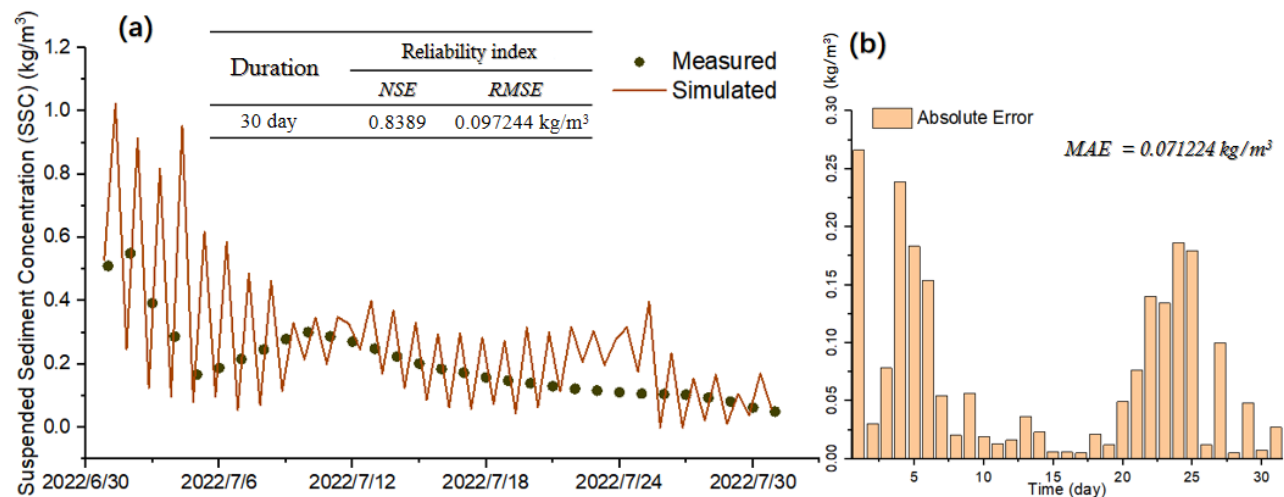 (a)
Duration
Reliability index
NSE
RMSE
30 day
0.8389
0.097244 kg/m³
Measured
Simulated
Suspended Sediment Concentration (SSC) (kg/m³)
1.2
1.0
0.8
0.6
0.4
0.2
0.0
2022/6/30
2022/7/6
2022/7/12
2022/7/18
2022/7/24
2022/7/30
(b)
(kg/m³)
Absolute Error
MAE = 0.071224 kg/m³
0.30
0.25
0.20
0.15
0.10
0.05
0.00
5
10
15
20
25
30
Time (day)